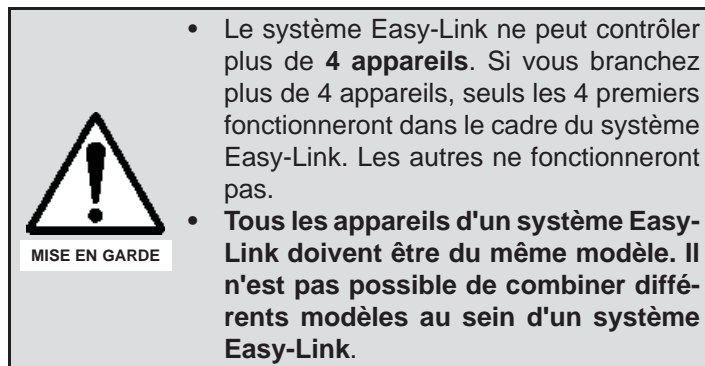 • Le système Easy-Link ne peut contrôler
plus de 4 appareils. Si vous branchez
plus de 4 appareils, seuls les 4 premiers
fonctionneront dans le cadre du système
Easy-Link. Les autres ne fonctionneront
pas.
• Tous les appareils d'un système Easy-
Link doivent être du même modèle. Il
n'est pas possible de combiner diffé-
rents modèles au sein d'un système
Easy-Link.
MISE EN GARDE